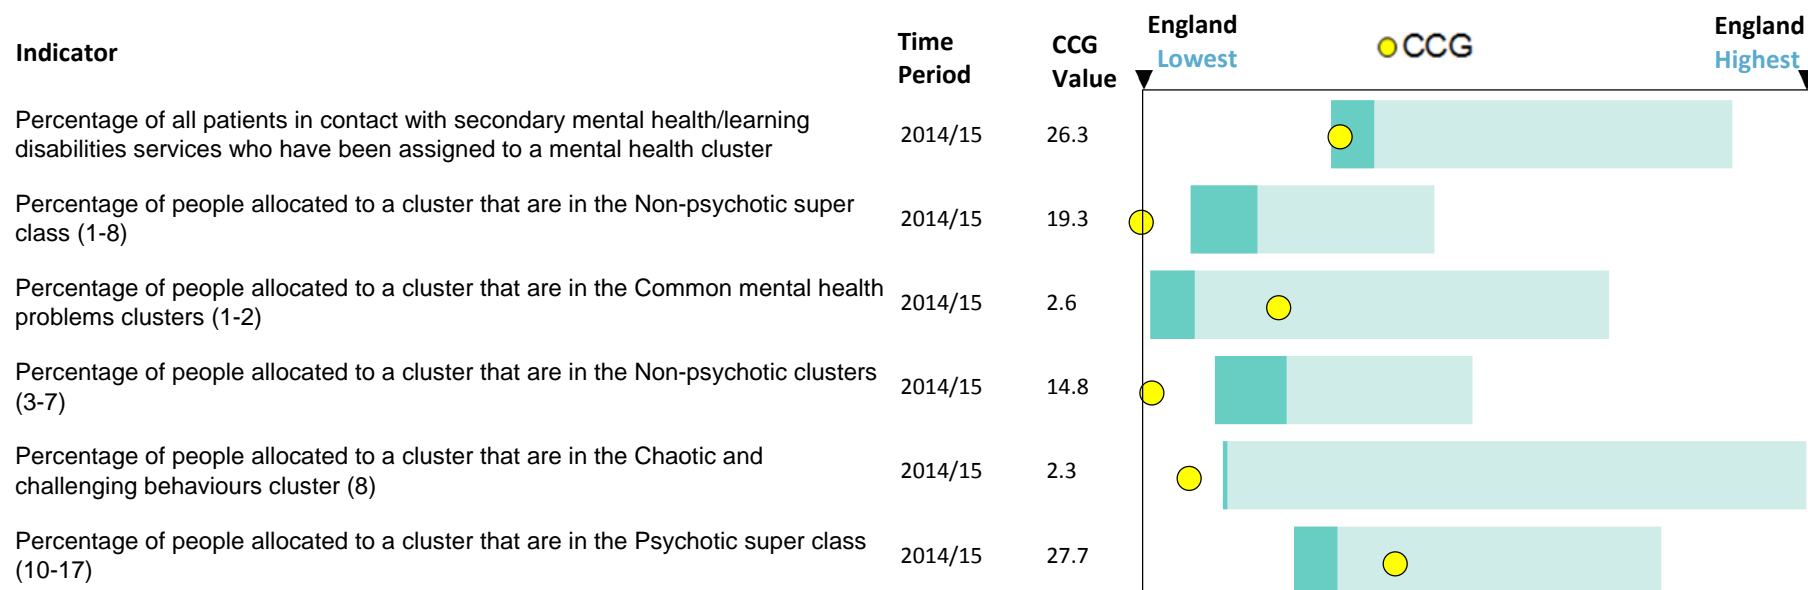 Indicator
Time
Period
CCG
Value
England
Lowest
CCG
England
Highest
Percentage of all patients in contact with secondary mental health/learning
disabilities services who have been assigned to a mental health cluster
2014/15
26.3
Percentage of people allocated to a cluster that are in the Non-psychotic super
class (1-8)
2014/15
19.3
Percentage of people allocated to a cluster that are in the Common mental health
problems clusters (1-2)
2014/15
2.6
Percentage of people allocated to a cluster that are in the Non-psychotic clusters
(3-7)
2014/15
14.8
Percentage of people allocated to a cluster that are in the Chaotic and
challenging behaviours cluster (8)
2014/15
2.3
Percentage of people allocated to a cluster that are in the Psychotic super class
(10-17)
2014/15
27.7